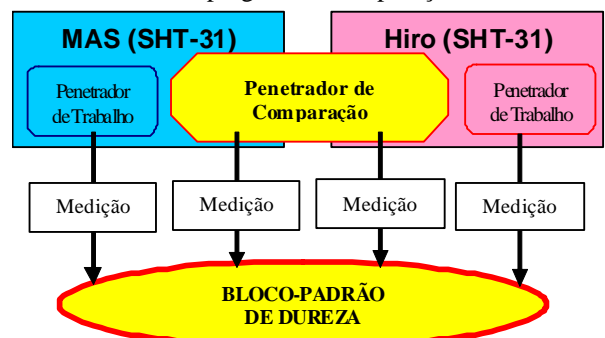 MAS (SHT-31)
Hiro (SHT-31)
Penetrador
de Trabalho
Penetrador de
Comparação
Penetrador
de Trabalho
Medição
Medição
Medição
Medição
BLOCO-PADRÃO
DE DUREZA